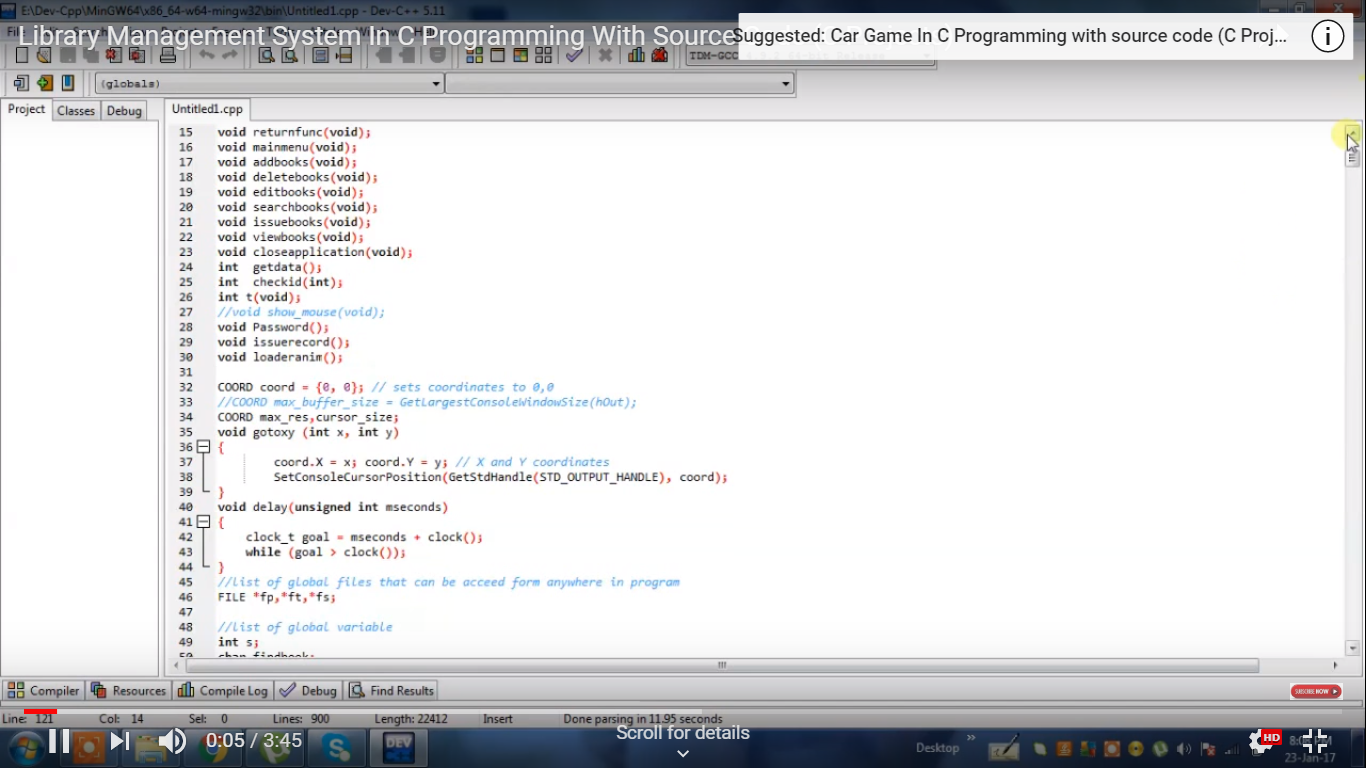 E:\Dev-Cpp\MinGW64\x86_64-w64-mingw32\bin\Untitled1.cpp - Dev-C++ 5.11
Library Management System In C Programming With Source
Suggested: Car Game In C Programming with source code (C Proj...
TDM-GCC
(globals)
Project Classes Debug Untitled1.cpp
15 void returnfunc(void);
16 void mainmenu(void);
17 void addbooks(void);
18 void deletebooks(void);
19 void editbooks(void);
20 void searchbooks(void);
21 void issuebooks(void);
22 void viewbooks(void);
23 void closeapplication(void);
24 int  getdata();
25 int  checkid(int);
26 int t(void);
27 //void show_mouse(void);
28 void Password();
29 void issuerecord();
30 void loaderanim();
31
32 COORD coord = {0, 0}; // sets coordinates to 0,0
33 //COORD max_buffer_size = GetLargestConsoleWindowSize(hOut);
34 COORD max_res,cursor_size;
35 void gotoxy (int x, int y)
36 {
37 coord.X = x; coord.Y = y; // X and Y coordinates
38 SetConsoleCursorPosition(GetStdHandle(STD_OUTPUT_HANDLE), coord);
39 }
40 void delay(unsigned int mseconds)
41 {
42 clock_t goal = mseconds + clock();
43 while (goal > clock());
44 }
45 //list of global files that can be acceed form anywhere in program
46 FILE *fp,*ft,*fs;
47
48 //list of global variable
49 int s;
50 char findbook;
Compiler Resources Compile Log Debug Find Results
SUBSCRIBE NOW
Line: 121 Col: 14 Sel: 0 Lines: 900 Length: 22412 Insert Done parsing in 11.95 seconds
0:05 / 3:45
Scroll for details
DEV
Desktop
HD
23-Jan-17